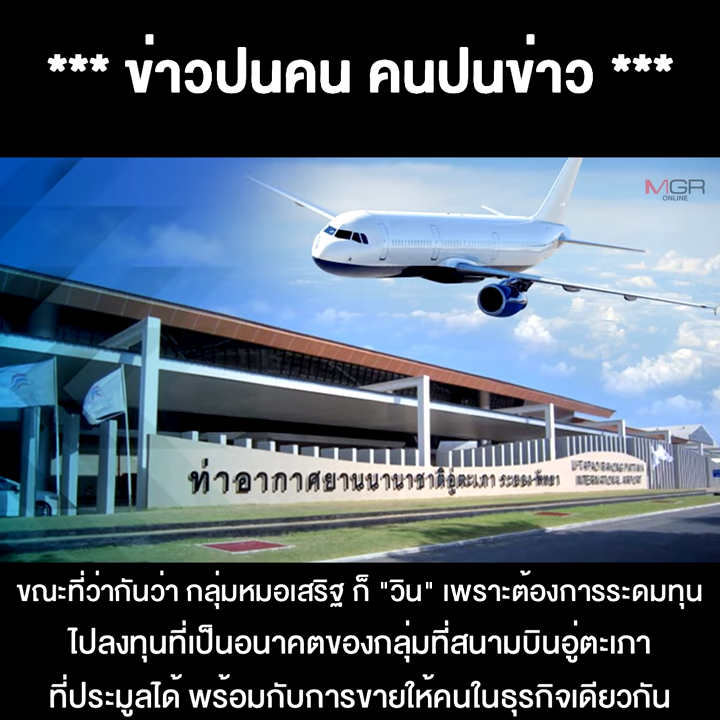 *** ข่าวปนคน คนปนข่าว ***
MGR
ONLINE
ท่าอากาศยานนานาชาติอู่ตะเภา ระยอง-พัทยา
U-TAPAO RAYONG PATTAYA
INTERNATIONAL AIRPORT
ขณะที่ว่ากันว่า กลุ่มหมอเสริฐ ก็ "วิน" เพราะต้องการระดมทุน
ไปลงทุนที่เป็นอนาคตของกลุ่มที่สนามบินอู่ตะเภา
ที่ประมูลได้ พร้อมกับการขายให้คนในธุรกิจเดียวกัน